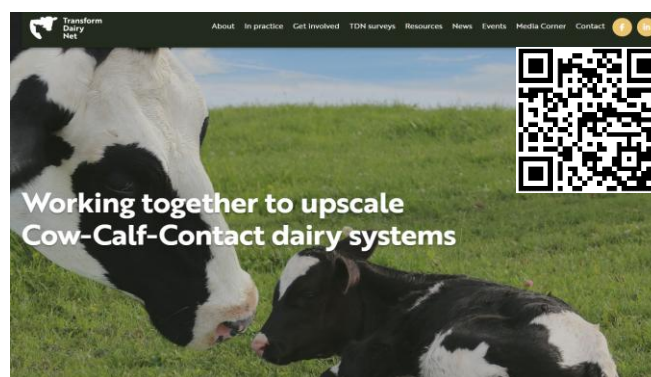 Transform
Dairy
Net
About In practice Get involved TDN surveys Resources News Events Media Corner Contact
Working together to upscale
Cow-Calf-Contact dairy systems